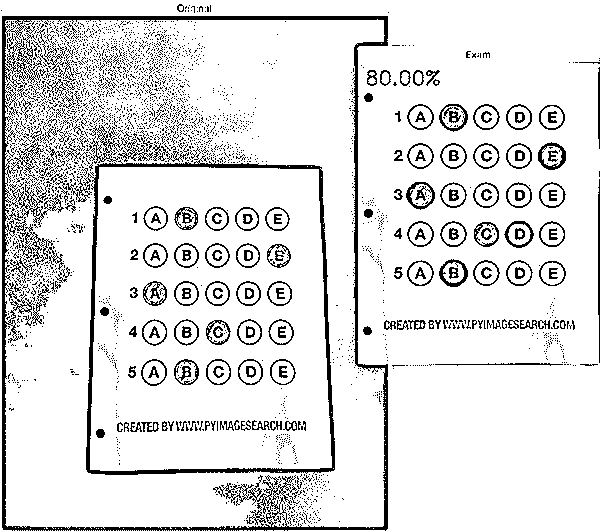 Original
1 A B C D E
2 A B C D E
3 A B C D E
4 A B C D E
5 A B C D E
CREATED BY WWW.PYIMAGESEARCH.COM
Exam
80.00%
1 A B C D E
2 A B C D E
3 A B C D E
4 A B C D E
5 A B C D E
CREATED BY WWW.PYIMAGESEARCH.COM